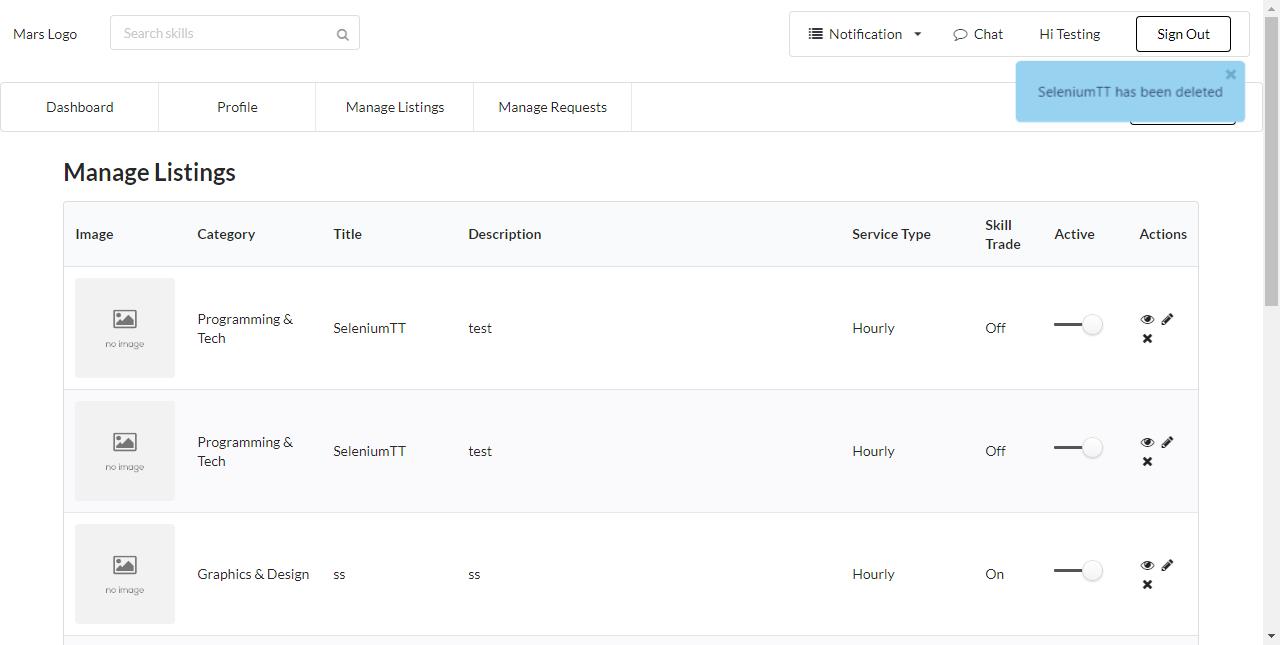 Mars Logo
Search skills
Notification
Chat
Hi Testing
Sign Out
SeleniumTT has been deleted
Dashboard
Profile
Manage Listings
Manage Requests
Manage Listings
Image
Category
Title
Description
Service Type
Skill
Trade
Active
Actions
no image
Programming &
Tech
SeleniumTT
test
Hourly
Off
no image
Programming &
Tech
SeleniumTT
test
Hourly
Off
no image
Graphics & Design
ss
ss
Hourly
On